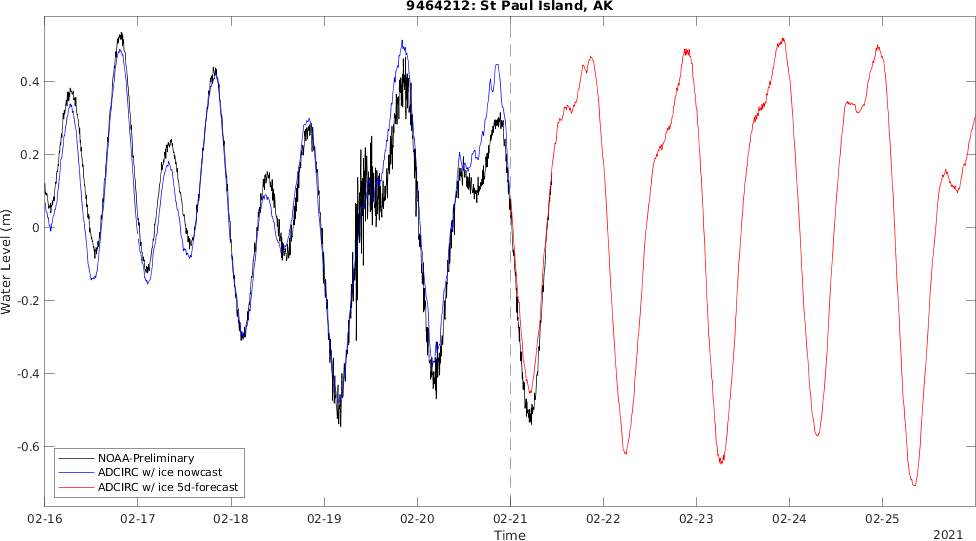 9464212: St Paul Island, AK
Water Level (m)
0.4
0.2
0
-0.2
-0.4
-0.6
NOAA-Preliminary
ADCIRC w/ ice nowcast
ADCIRC w/ ice 5d-forecast
02-16 02-17 02-18 02-19 02-20 02-21 02-22 02-23 02-24 02-25
Time
2021